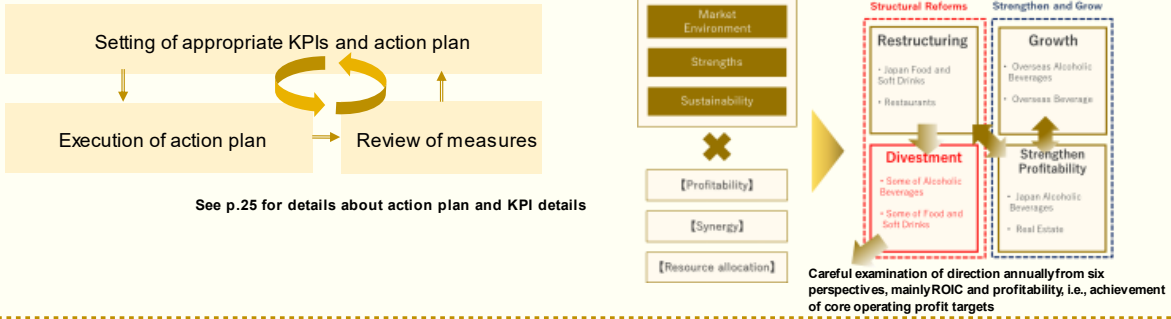 Setting of appropriate KPIs and action plan
Execution of action plan
Review of measures
See p.25 for details about action plan and KPI details
Market
Environment
Strengths
Sustainability
【Profitability】
【Synergy】
【Resource allocation】
Structural Reforms
Strengthen and Grow
Restructuring
・Japan Food and
Soft Drinks
・Restaurants
Growth
・Overseas Alcoholic
Beverages
・Overseas Beverage
Divestment
・Some of Alcoholic
Beverages
・Some of Food and
Soft Drinks
Strengthen
Profitability
・Japan Alcoholic
Beverages
・Real Estate
Careful examination of direction annuallyfrom six
perspectives, mainlyROIC and profitability, i.e., achievement
of core operating profit targets